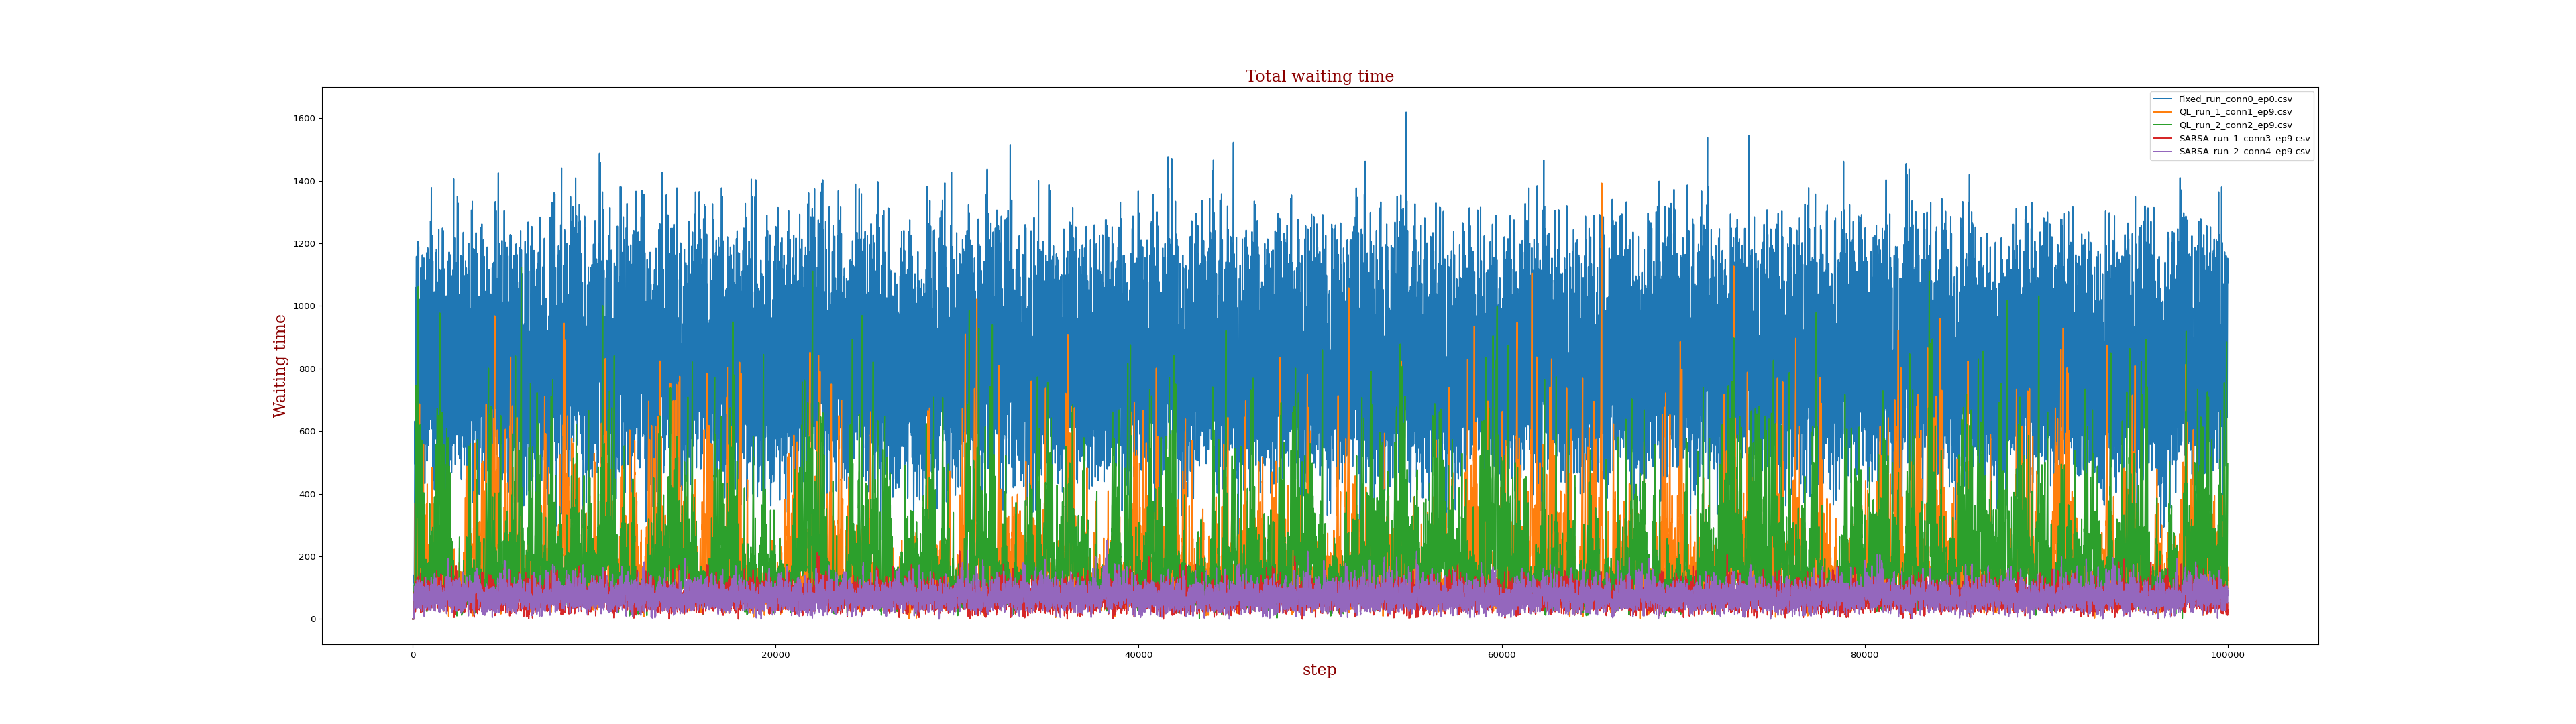 Total waiting time
Fixed_run_conn0_ep0.csv
QL_run_1_conn1_ep9.csv
QL_run_2_conn2_ep9.csv
SARSA_run_1_conn3_ep9.csv
SARSA_run_2_conn4_ep9.csv
Waiting time
1600
1400
1200
1000
800
600
400
200
0
0 20000 40000 60000 80000 100000
step